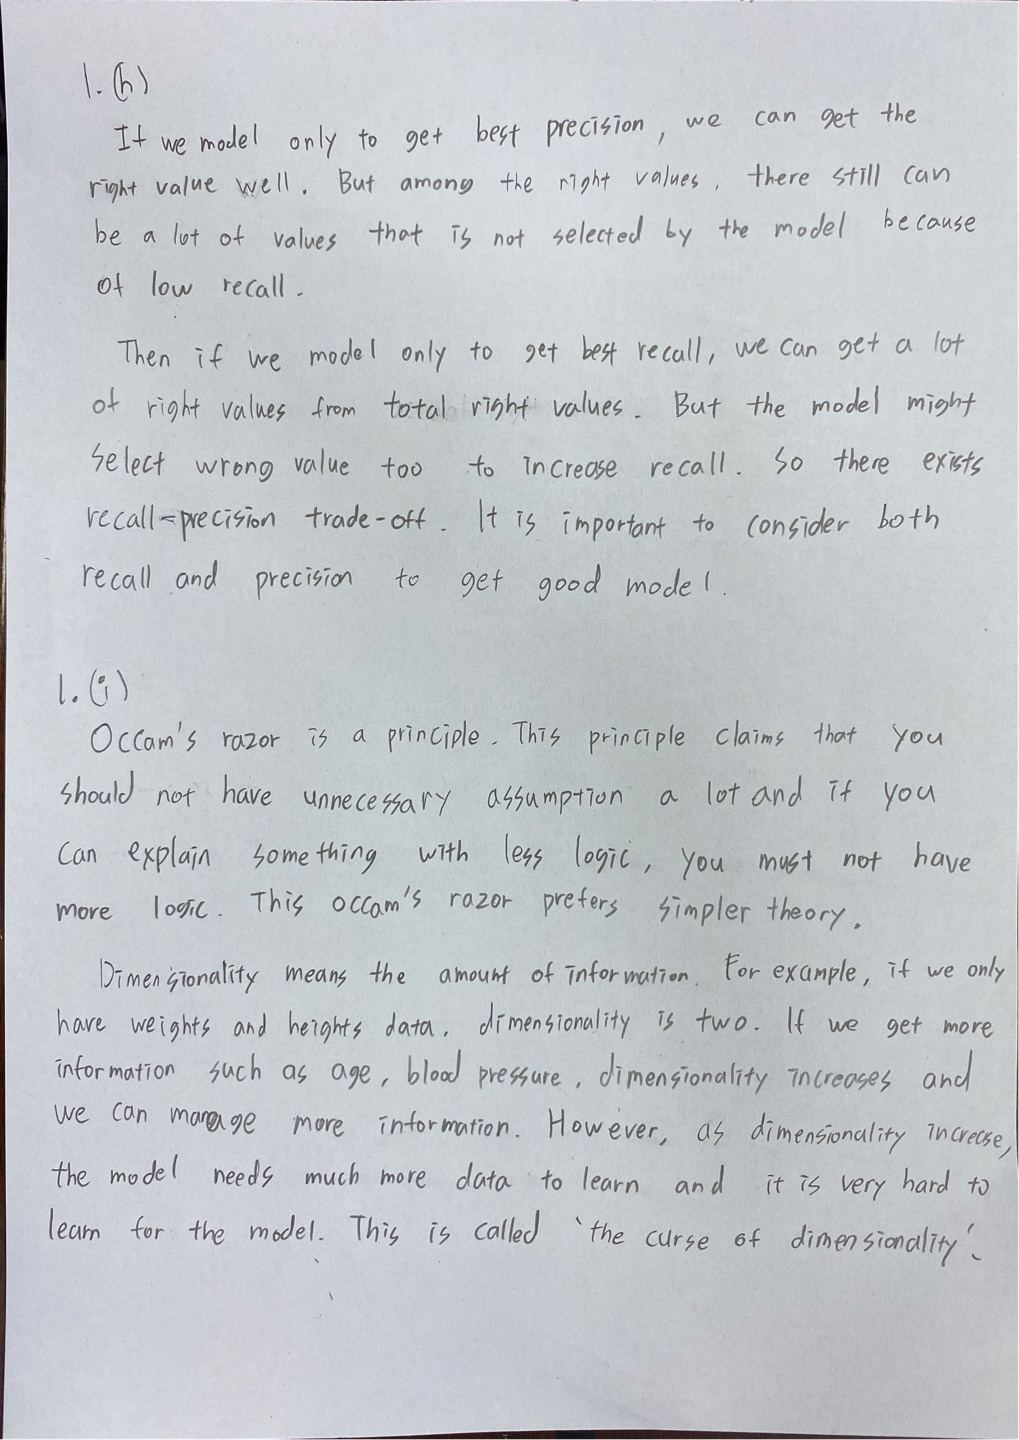 1. (h)
If we model only to get best precision, we can get the
right value well. But among the right values, there still can
be a lot of values that is not selected by the model because
of low recall.
Then if we model only to get best recall, we can get a lot
of right values from total right values. But the model might
select wrong value too to increase recall. So there exists
recall-precision trade-off. It is important to consider both
recall and precision to get good model.
1. (i)
Occam's razor is a principle. This principle claims that you
should not have unnecessary assumption a lot and if you
can explain something with less logic, you must not have
more logic. This occam's razor prefers simpler theory.
Dimensionality means the amount of information. For example, if we only
have weights and heights data, dimensionality is two. If we get more
information such as age, blood pressure, dimensionality increases and
we can manage more information. However, as dimensionality increase,
the model needs much more data to learn and it is very hard to
learn for the model. This is called 'the curse of dimensionality'.